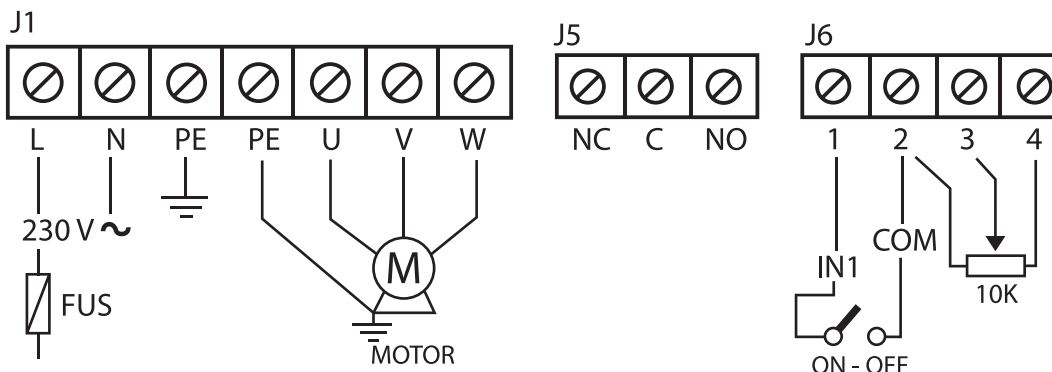 J1
J5
J6
L N PE PE U V W
NC C NO
1 2 3 4
230 V ~
COM
IN1
10K
FUS
M
MOTOR
ON - OFF